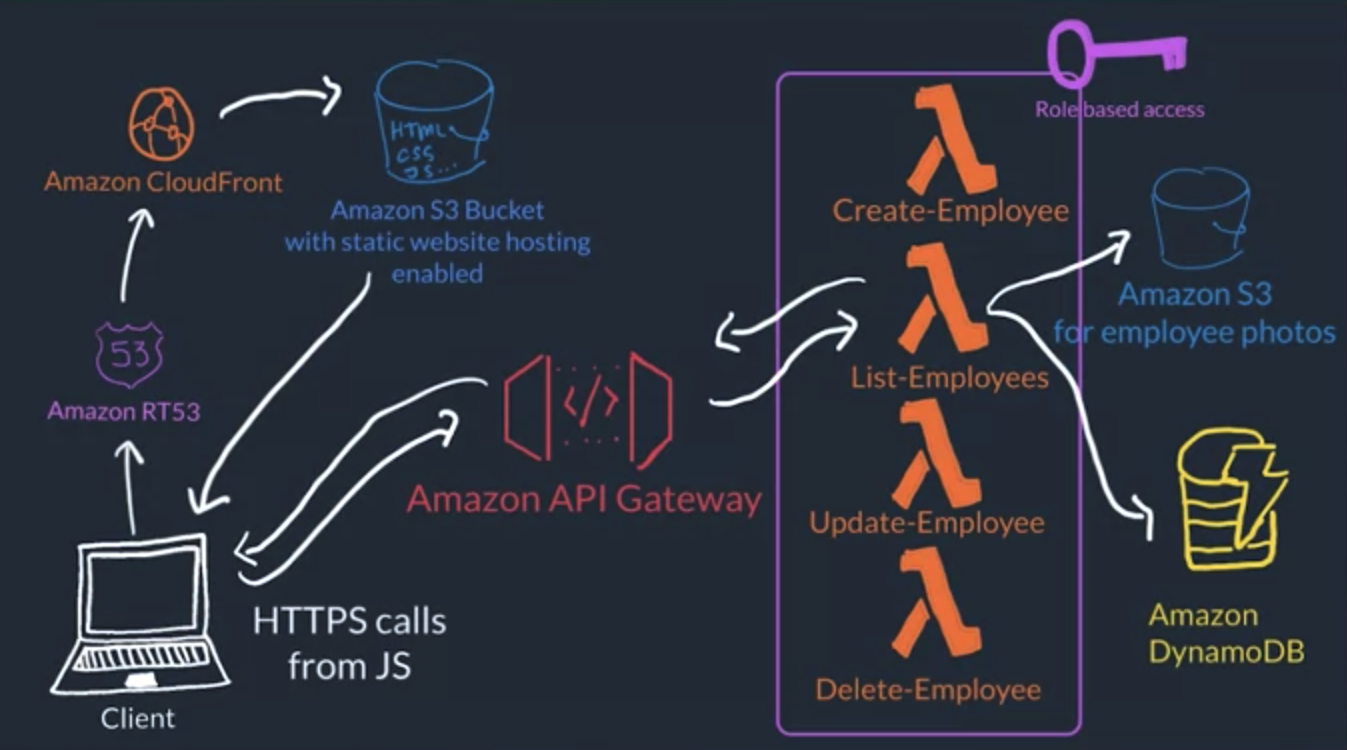 Role based access
HTML
CSS
JS...
Amazon CloudFront
Amazon S3 Bucket
with static website hosting
enabled
Create-Employee
Amazon S3
for employee photos
53
Amazon RT53
</>
List-Employees
Amazon API Gateway
Update-Employee
HTTPS calls
from JS
Amazon
DynamoDB
Delete-Employee
Client